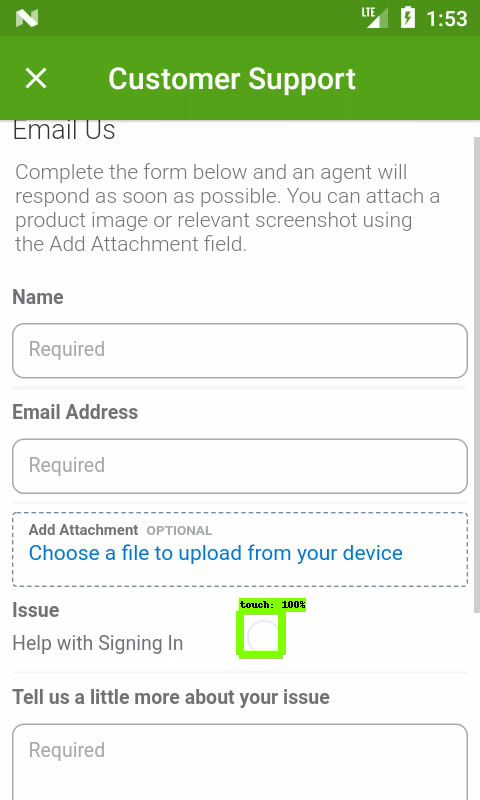 LTE
1:53
Customer Support
Email Us
Complete the form below and an agent will
respond as soon as possible. You can attach a
product image or relevant screenshot using
the Add Attachment field.
Name
Required
Email Address
Required
Add Attachment OPTIONAL
Choose a file to upload from your device
Issue
touch: 100%
Help with Signing In
Tell us a little more about your issue
Required